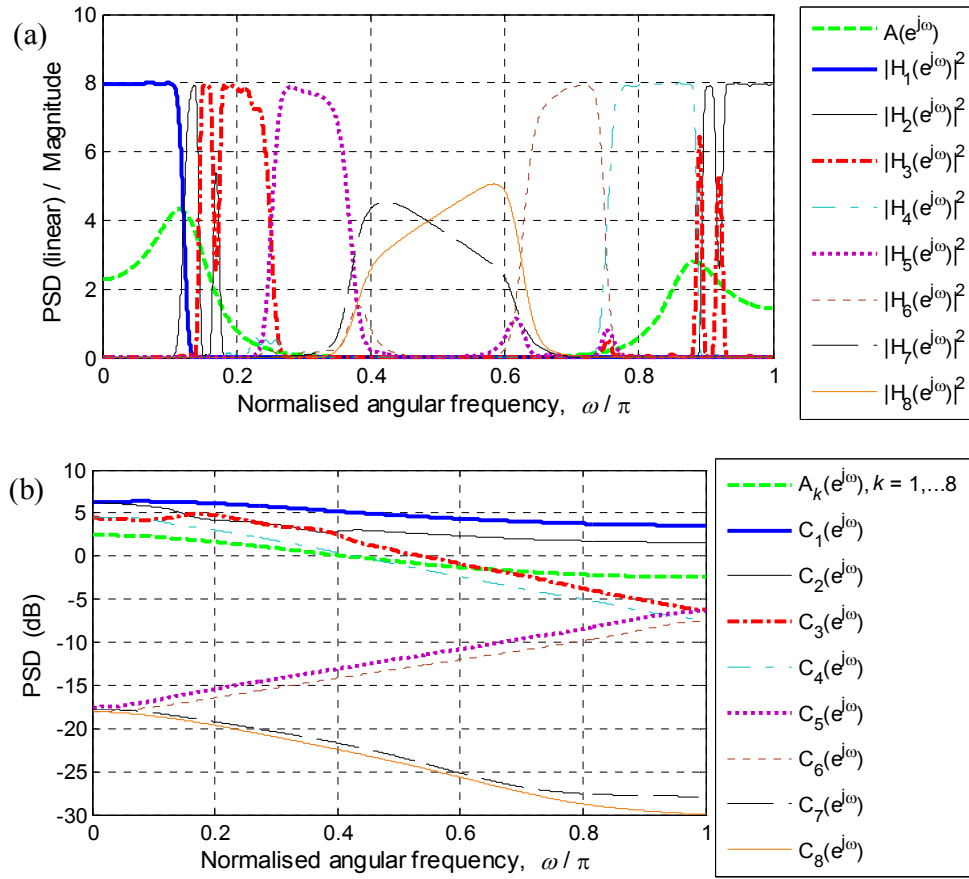 (a)
PSD (linear) / Magnitude
10
8
6
4
2
0
0
0.2
0.4
0.6
0.8
1
Normalised angular frequency, ω / π
A(e^jω)
|H_1(e^jω)|^2
|H_2(e^jω)|^2
|H_3(e^jω)|^2
|H_4(e^jω)|^2
|H_5(e^jω)|^2
|H_6(e^jω)|^2
|H_7(e^jω)|^2
|H_8(e^jω)|^2
(b)
PSD (dB)
10
5
0
-5
-10
-15
-20
-25
-30
0
0.2
0.4
0.6
0.8
1
Normalised angular frequency, ω / π
A_k(e^jω), k = 1,...8
C_1(e^jω)
C_2(e^jω)
C_3(e^jω)
C_4(e^jω)
C_5(e^jω)
C_6(e^jω)
C_7(e^jω)
C_8(e^jω)